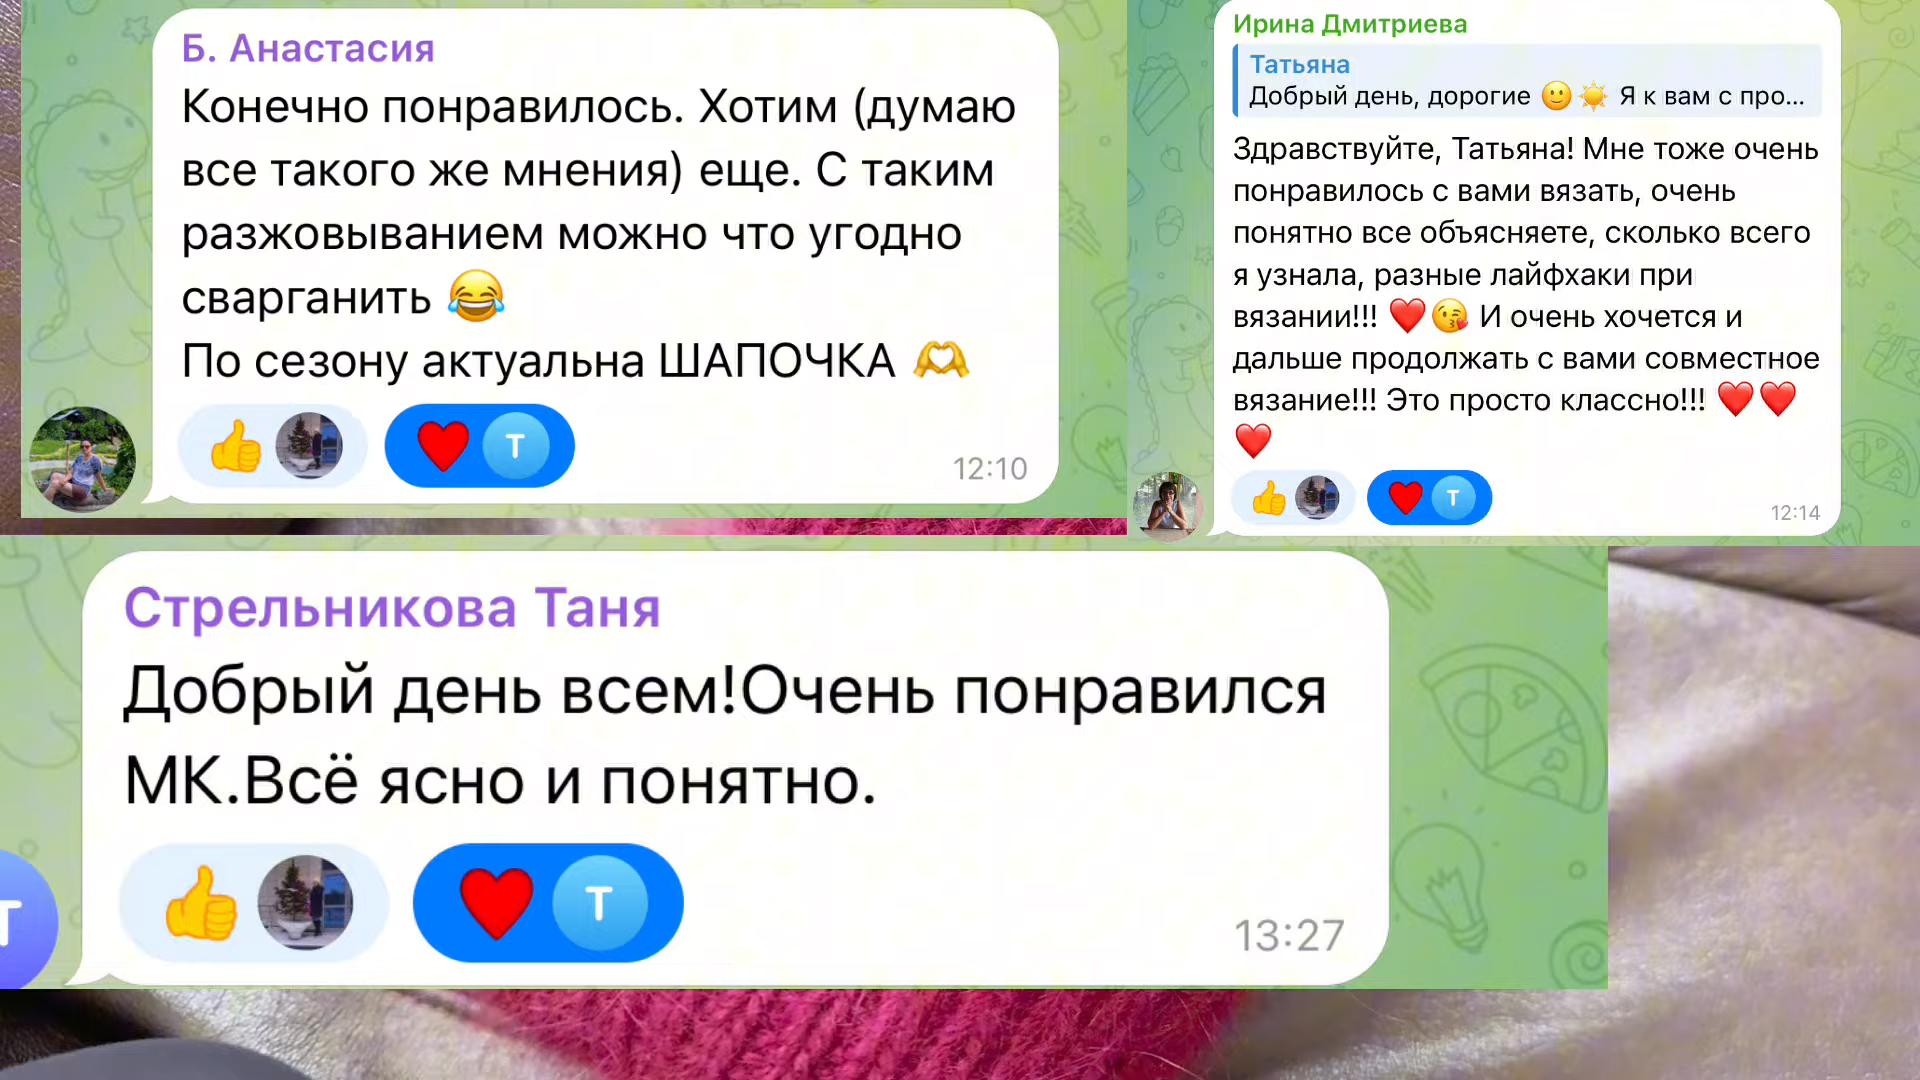 Б. Анастасия
Конечно понравилось. Хотим (думаю
все такого же мнения) еще. С таким
разжовыванием можно что угодно
сварганить 😂
По сезону актуальна ШАПОЧКА 🫶
👍 ❤️ Т
12:10
Ирина Дмитриева
Татьяна
Добрый день, дорогие 🙂☀️ Я к вам с про...
Здравствуйте, Татьяна! Мне тоже очень
понравилось с вами вязать, очень
понятно все объясняете, сколько всего
я узнала, разные лайфхаки при
вязании!!! ❤️😘 И очень хочется и
дальше продолжать с вами совместное
вязание!!! Это просто классно!!! ❤️❤️
❤️
👍 ❤️ Т
12:14
Стрельникова Таня
Добрый день всем!Очень понравился
МК.Всё ясно и понятно.
👍 ❤️ Т
13:27
Т